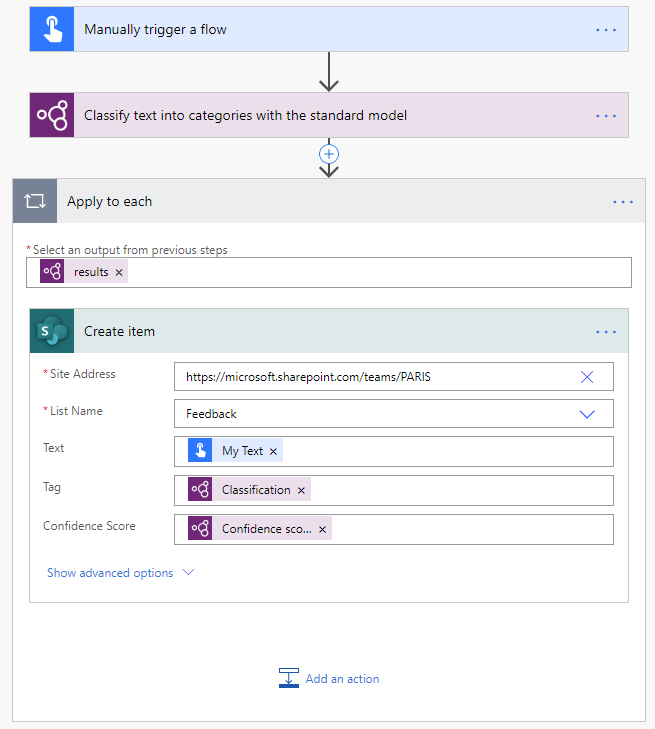 Manually trigger a flow
Classify text into categories with the standard model
Apply to each
*Select an output from previous steps
results ×
S
Create item
*Site Address https://microsoft.sharepoint.com/teams/PARIS
*List Name Feedback
Text My Text ×
Tag Classification ×
Confidence Score Confidence sco... ×
Show advanced options
Add an action